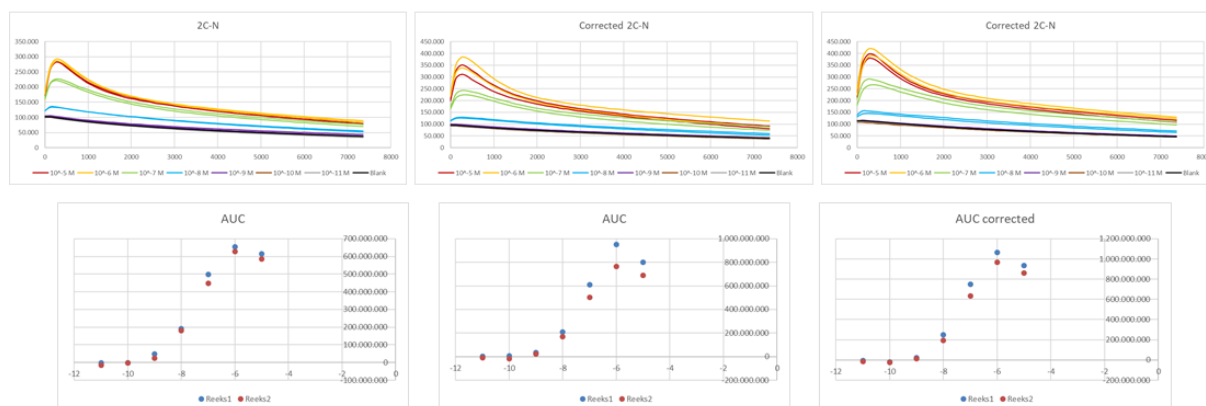 2C-N
350.000
300.000
250.000
200.000
150.000
100.000
50.000
0
0 1000 2000 3000 4000 5000 6000 7000 8000
10^-5 M 10^-6 M 10^-7 M 10^-8 M 10^-9 M 10^-10 M 10^-11 M Blank
Corrected 2C-N
450.000
400.000
350.000
300.000
250.000
200.000
150.000
100.000
50.000
0
0 1000 2000 3000 4000 5000 6000 7000 8000
10^-5 M 10^-6 M 10^-7 M 10^-8 M 10^-9 M 10^-10 M 10^-11 M Blank
Corrected 2C-N
450.000
400.000
350.000
300.000
250.000
200.000
150.000
100.000
50.000
0
0 1000 2000 3000 4000 5000 6000 7000 8000
10^-5 M 10^-6 M 10^-7 M 10^-8 M 10^-9 M 10^-10 M 10^-11 M Blank
AUC
700.000.000
600.000.000
500.000.000
400.000.000
300.000.000
200.000.000
100.000.000
0
-12 -10 -8 -6 -4 -2 0
-100.000.000
Reeks1 Reeks2
AUC
1.000.000.000
800.000.000
600.000.000
400.000.000
200.000.000
0
-12 -10 -8 -6 -4 -2 0
-200.000.000
Reeks1 Reeks2
AUC corrected
1.200.000.000
1.000.000.000
800.000.000
600.000.000
400.000.000
200.000.000
0
-12 -10 -8 -6 -4 -2 0
-200.000.000
Reeks1 Reeks2